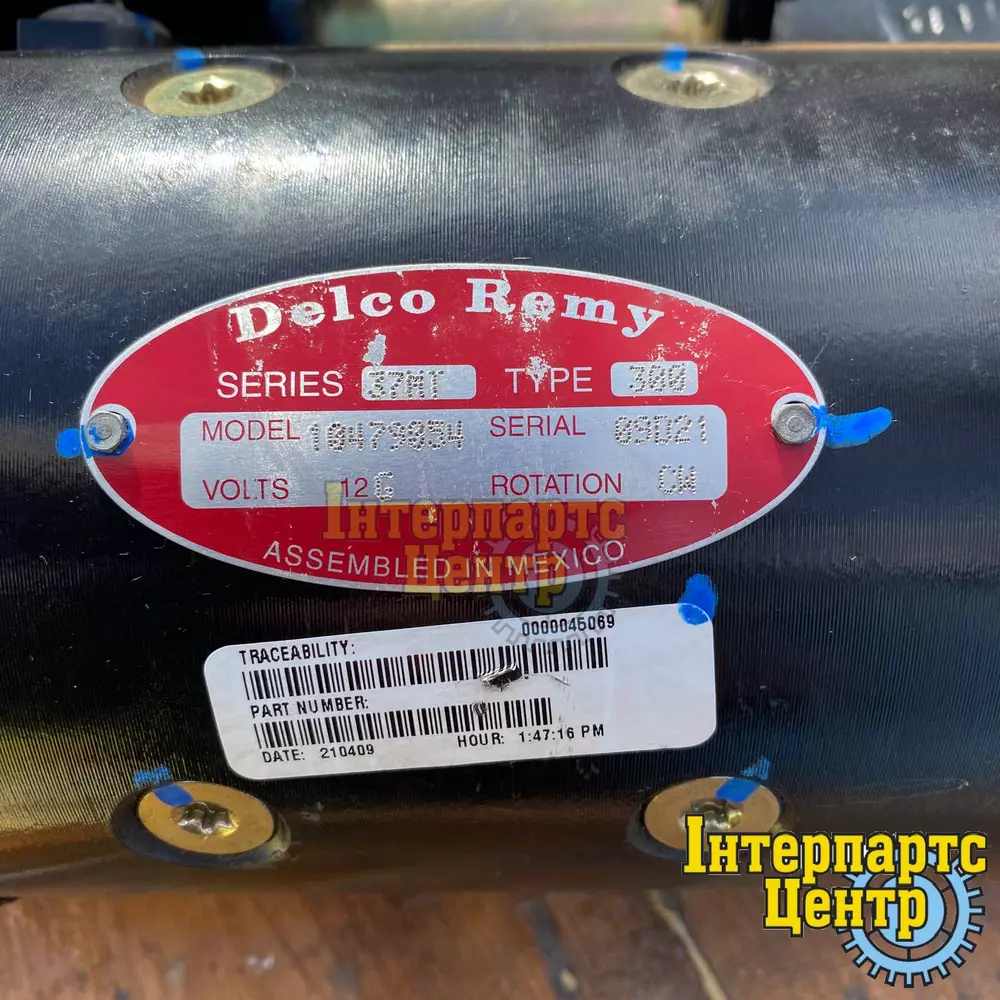 Delco Remy
SERIES 37MT TYPE 300
MODEL 10479054 SERIAL 09D21
VOLTS 12 G ROTATION CW
ASSEMBLED IN MEXICO
Інтерпартс
Центр
TRACEABILITY: 0000045069
PART NUMBER:
DATE: 210409 HOUR: 1:47:16 PM
Інтерпартс
Центр